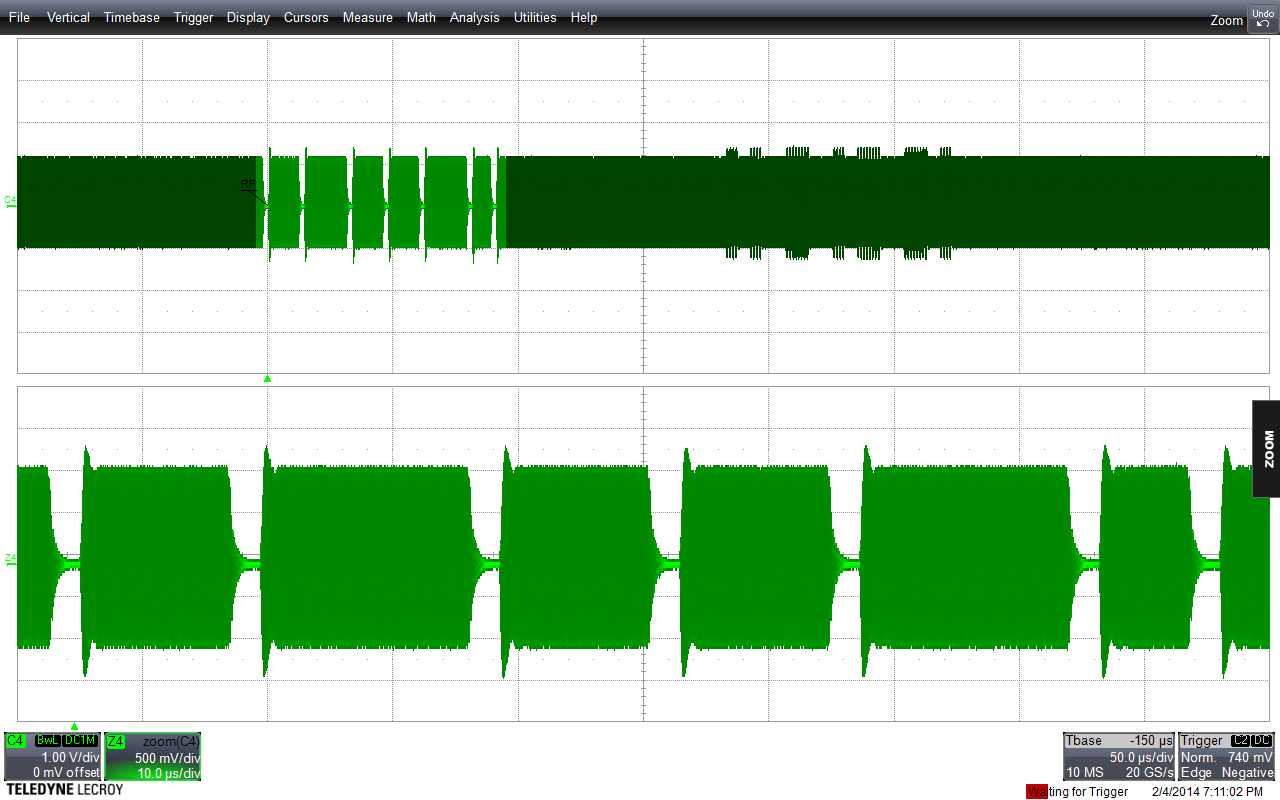 File Vertical Timebase Trigger Display Cursors Measure Math Analysis Utilities Help
Zoom Undo
RF
C4
ZOOM
Z4
C4 BwL DC1M
1.00 V/div
0 mV offset
Z4 zoom(C4)
500 mV/div
10.0 µs/div
Tbase -150 µs
50.0 µs/div
10 MS 20 GS/s
Trigger C2 DC
Norm. 740 mV
Edge Negative
TELEDYNE LECROY
Waiting for Trigger 2/4/2014 7:11:02 PM